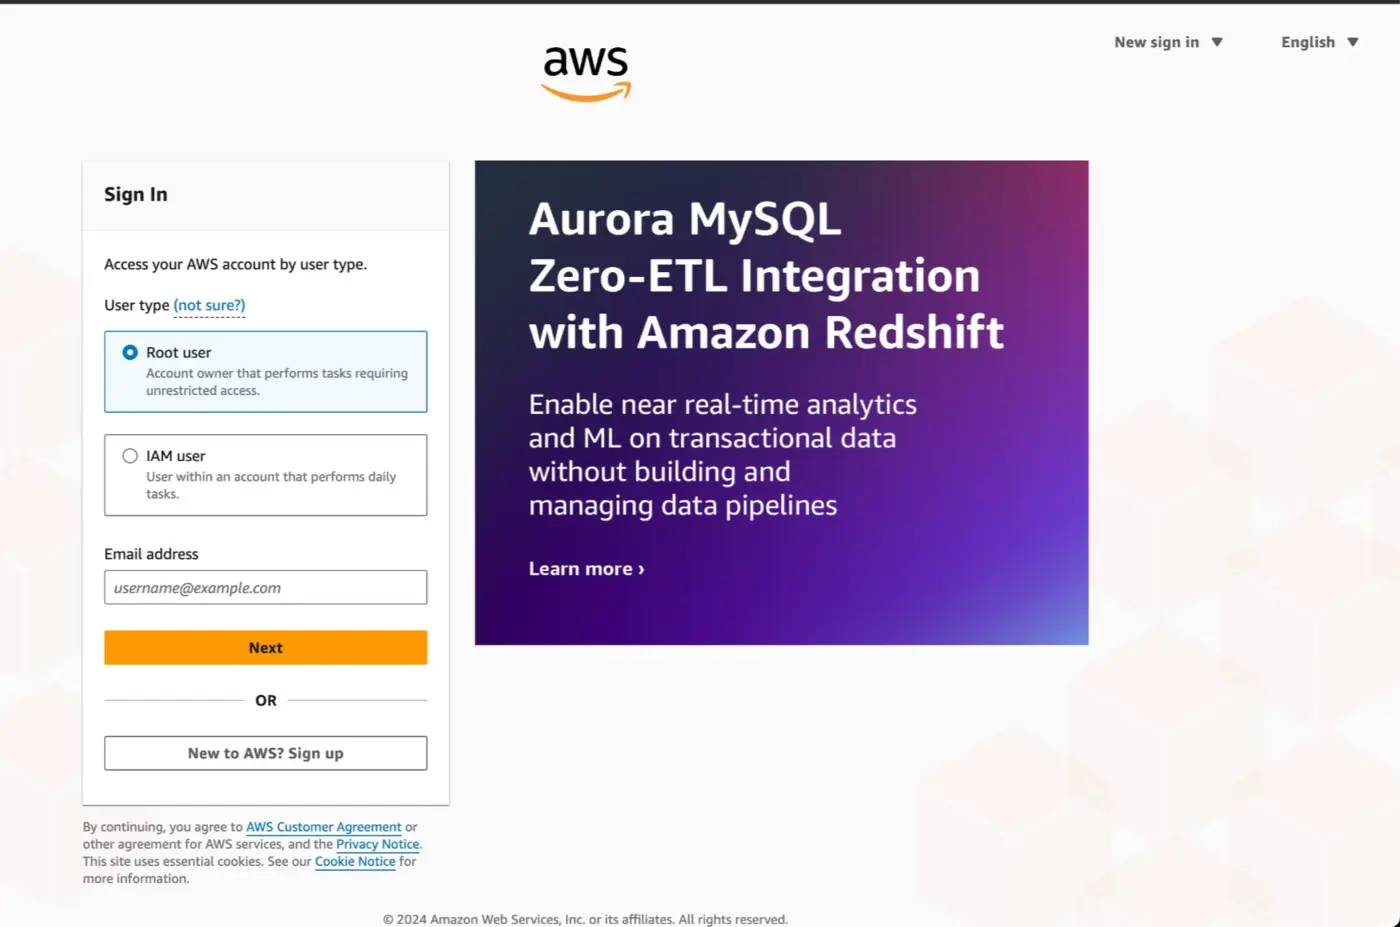 New sign in ▼ English ▼
aws
Sign In
Access your AWS account by user type.
User type (not sure?)
Root user
Account owner that performs tasks requiring
unrestricted access.
IAM user
User within an account that performs daily
tasks.
Email address
username@example.com
Next
OR
New to AWS? Sign up
By continuing, you agree to AWS Customer Agreement or
other agreement for AWS services, and the Privacy Notice.
This site uses essential cookies. See our Cookie Notice for
more information.
Aurora MySQL
Zero-ETL Integration
with Amazon Redshift
Enable near real-time analytics
and ML on transactional data
without building and
managing data pipelines
Learn more ›
© 2024 Amazon Web Services, Inc. or its affiliates. All rights reserved.